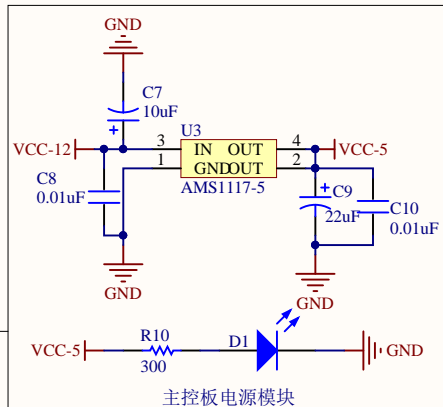 GND
C7
10uF
U3
VCC-12
3
IN OUT
4
VCC-5
1
GNDOUT
2
C8
0.01uF
AMS1117-5
C9
22uF
C10
0.01uF
GND
GND
VCC-5
R10
300
D1
GND
主控板电源模块